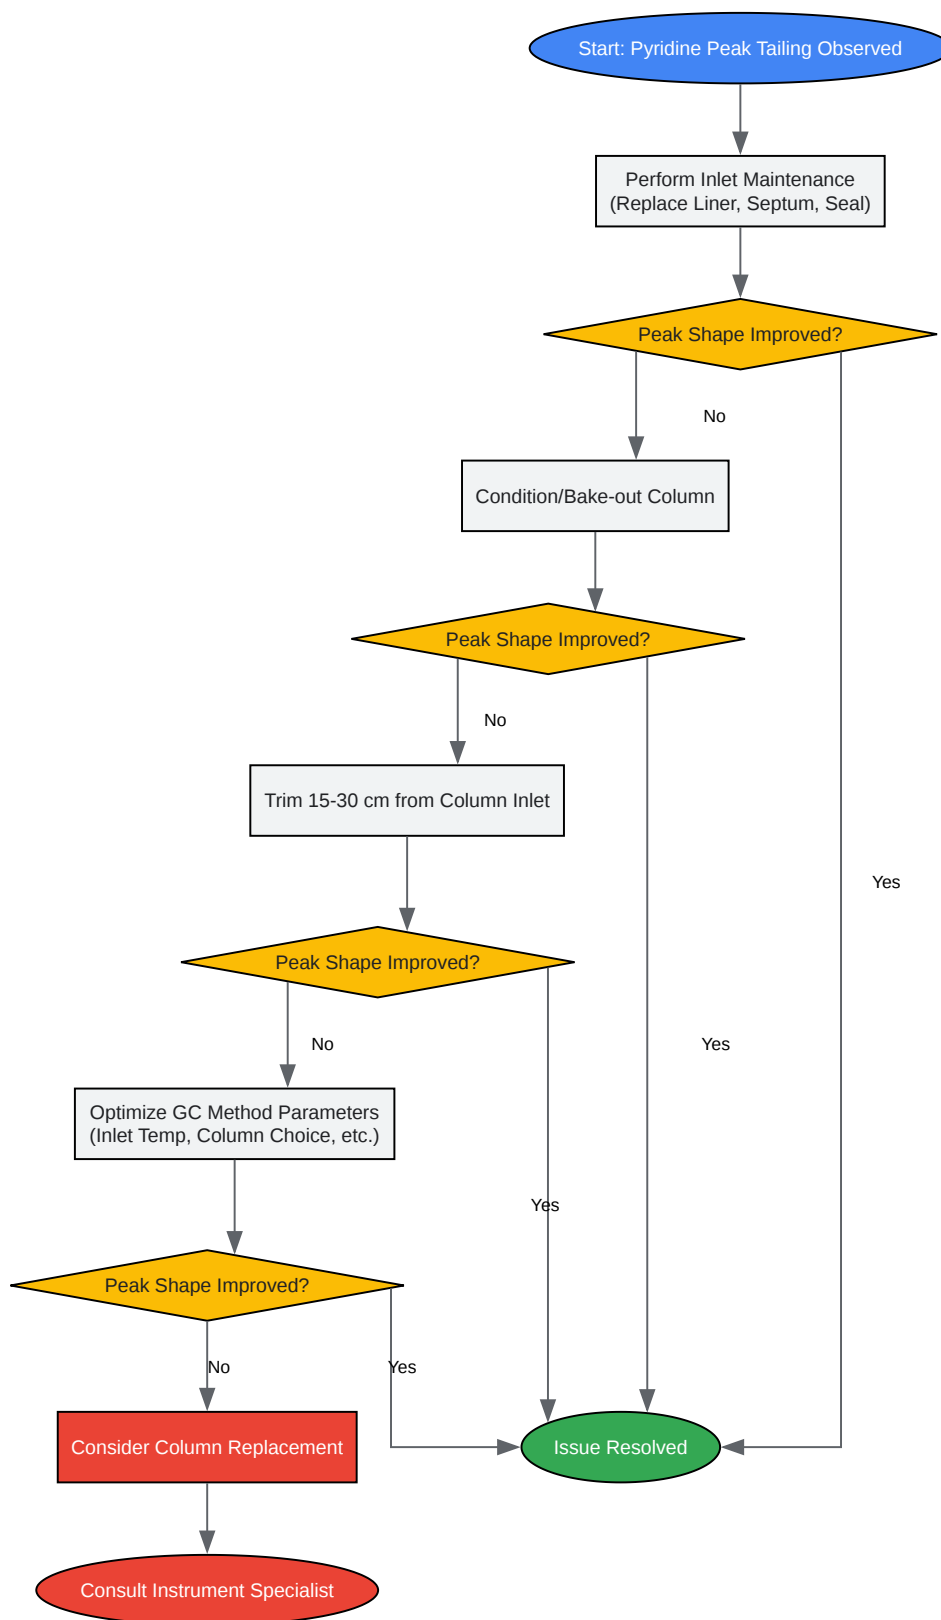 Start: Pyridine Peak Tailing Observed
Perform Inlet Maintenance
(Replace Liner, Septum, Seal)
Peak Shape Improved?
No
Condition/Bake-out Column
Peak Shape Improved?
No
Trim 15-30 cm from Column Inlet
Yes
Peak Shape Improved?
No
Yes
Optimize GC Method Parameters
(Inlet Temp, Column Choice, etc.)
Yes
Peak Shape Improved?
No
Yes
Consider Column Replacement
Issue Resolved
Consult Instrument Specialist